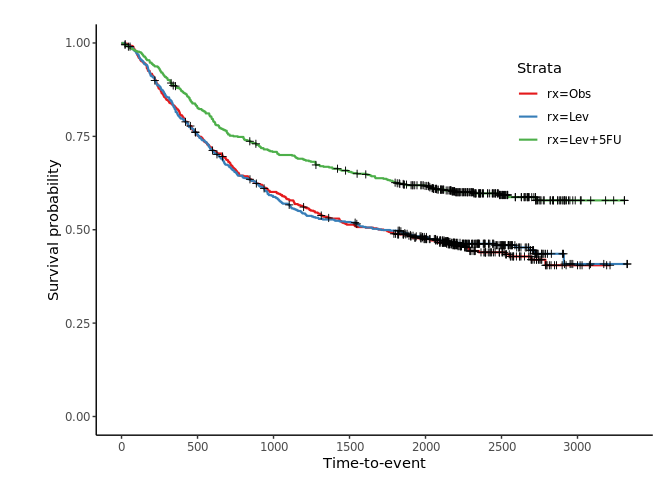 Strata
rx=Obs
rx=Lev
rx=Lev+5FU
Survival probability
1.00
0.75
0.50
0.25
0.00
0
500
1000
1500
2000
2500
3000
Time-to-event